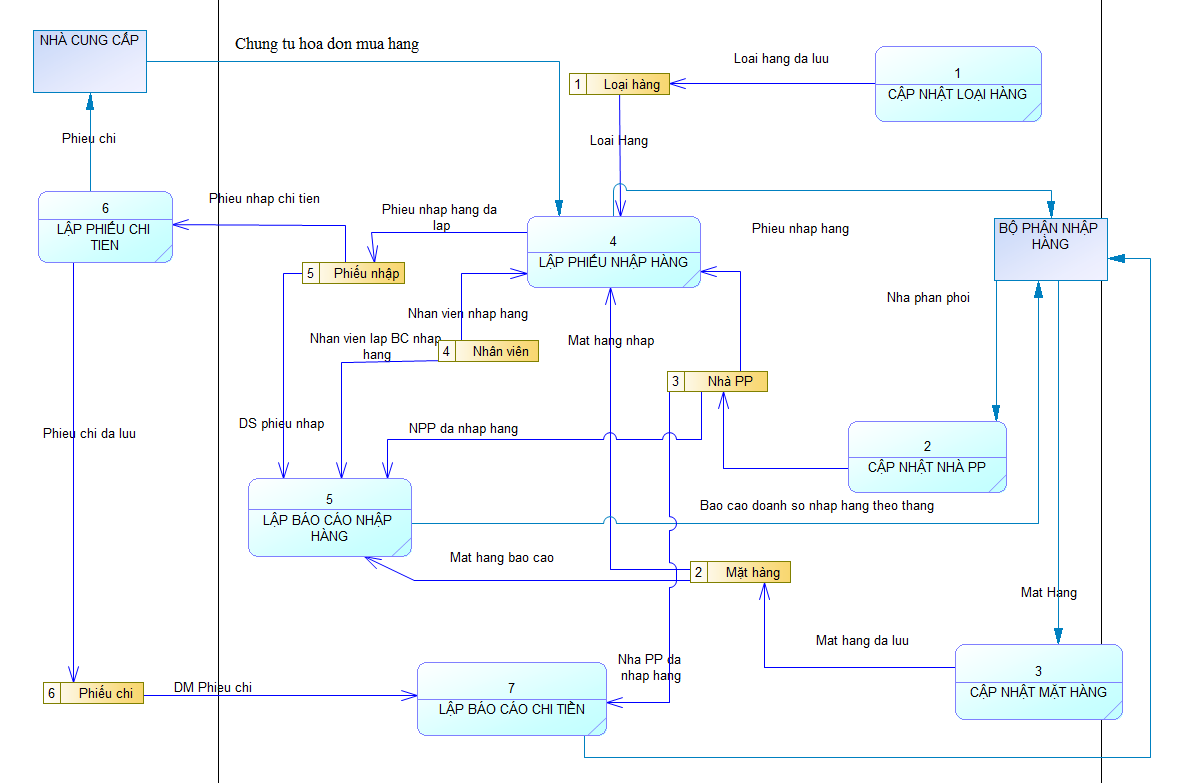 NHÀ CUNG CẤP
Chung tu hoa don mua hang
Loai hang da luu
1 Loại hàng
1
CẬP NHẬT LOẠI HÀNG
Phieu chi
Loai Hang
6
LẬP PHIẾU CHI
TIEN
Phieu nhap chi tien
Phieu nhap hang da
lap
4
LẬP PHIẾU NHẬP HÀNG
Phieu nhap hang
BỘ PHẬN NHẬP
HÀNG
5 Phiếu nhập
Nha phan phoi
Nhan vien nhap hang
Nhan vien lap BC nhap
hang
4 Nhân viên
Mat hang nhap
3 Nhà PP
Phieu chi da luu
DS phieu nhap
NPP da nhap hang
2
CẬP NHẬT NHÀ PP
5
LẬP BÁO CÁO NHẬP
HÀNG
Bao cao doanh so nhap hang theo thang
Mat hang bao cao
2 Mặt hàng
Mat Hang
Mat hang da luu
3
CẬP NHẬT MẶT HÀNG
Nha PP da
nhap hang
6 Phiếu chi
DM Phieu chi
7
LẬP BÁO CÁO CHI TIỀN